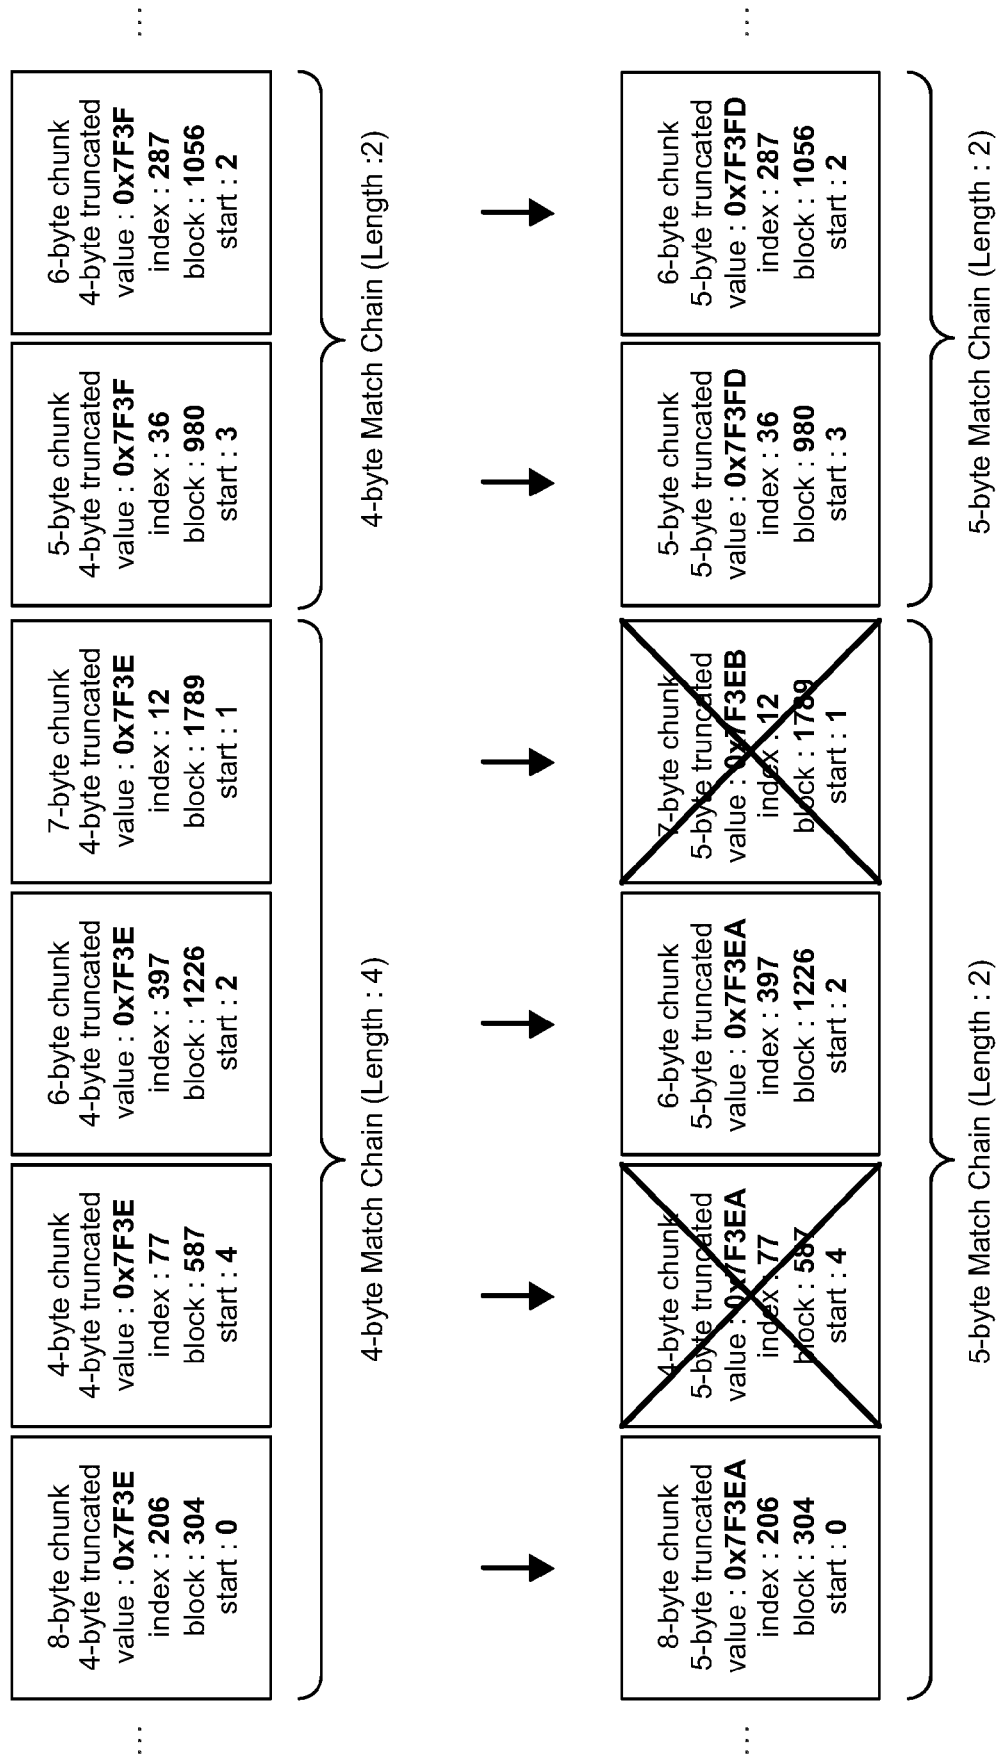 ...
8-byte chunk
4-byte truncated
value : 0x7F3E
index : 206
block : 304
start : 0
4-byte chunk
4-byte truncated
value : 0x7F3E
index : 77
block : 587
start : 4
6-byte chunk
4-byte truncated
value : 0x7F3E
index : 397
block : 1226
start : 2
7-byte chunk
4-byte truncated
value : 0x7F3E
index : 12
block : 1789
start : 1
5-byte chunk
4-byte truncated
value : 0x7F3F
index : 36
block : 980
start : 3
6-byte chunk
4-byte truncated
value : 0x7F3F
index : 287
block : 1056
start : 2
...
4-byte Match Chain (Length : 4)
4-byte Match Chain (Length :2)
...
8-byte chunk
5-byte truncated
value : 0x7F3EA
index : 206
block : 304
start : 0
4-byte chunk
5-byte truncated
value : 0x7F3EA
index : 77
block : 587
start : 4
6-byte chunk
5-byte truncated
value : 0x7F3EA
index : 397
block : 1226
start : 2
7-byte chunk
5-byte truncated
value : 0x7F3EB
index : 12
block : 1789
start : 1
5-byte chunk
5-byte truncated
value : 0x7F3FD
index : 36
block : 980
start : 3
6-byte chunk
5-byte truncated
value : 0x7F3FD
index : 287
block : 1056
start : 2
...
5-byte Match Chain (Length : 2)
5-byte Match Chain (Length : 2)